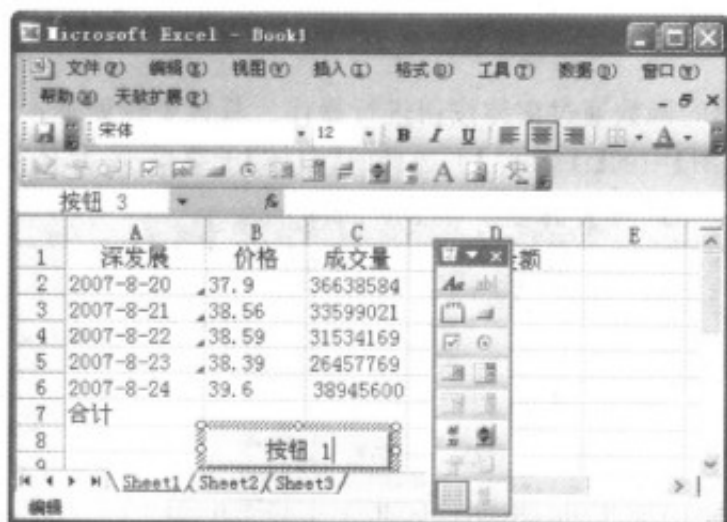 Microsoft Excel - Book1
文件(F) 编辑(E) 视图(V) 插入(I) 格式(O) 工具(T) 数据(D) 窗口(W)
帮助(H) 天敏扩展(Z)
宋体 12 B I U A
A
按钮 3 fx
A B C D E
1 深发展 价格 成交量 金额
2 2007-8-20 37.9 36638584
3 2007-8-21 38.56 33599021
4 2007-8-22 38.59 31534169
5 2007-8-23 38.39 26457769
6 2007-8-24 39.6 38945600
7 合计
8
9
Aa abl
按钮 1
Sheet1 Sheet2 Sheet3
编辑